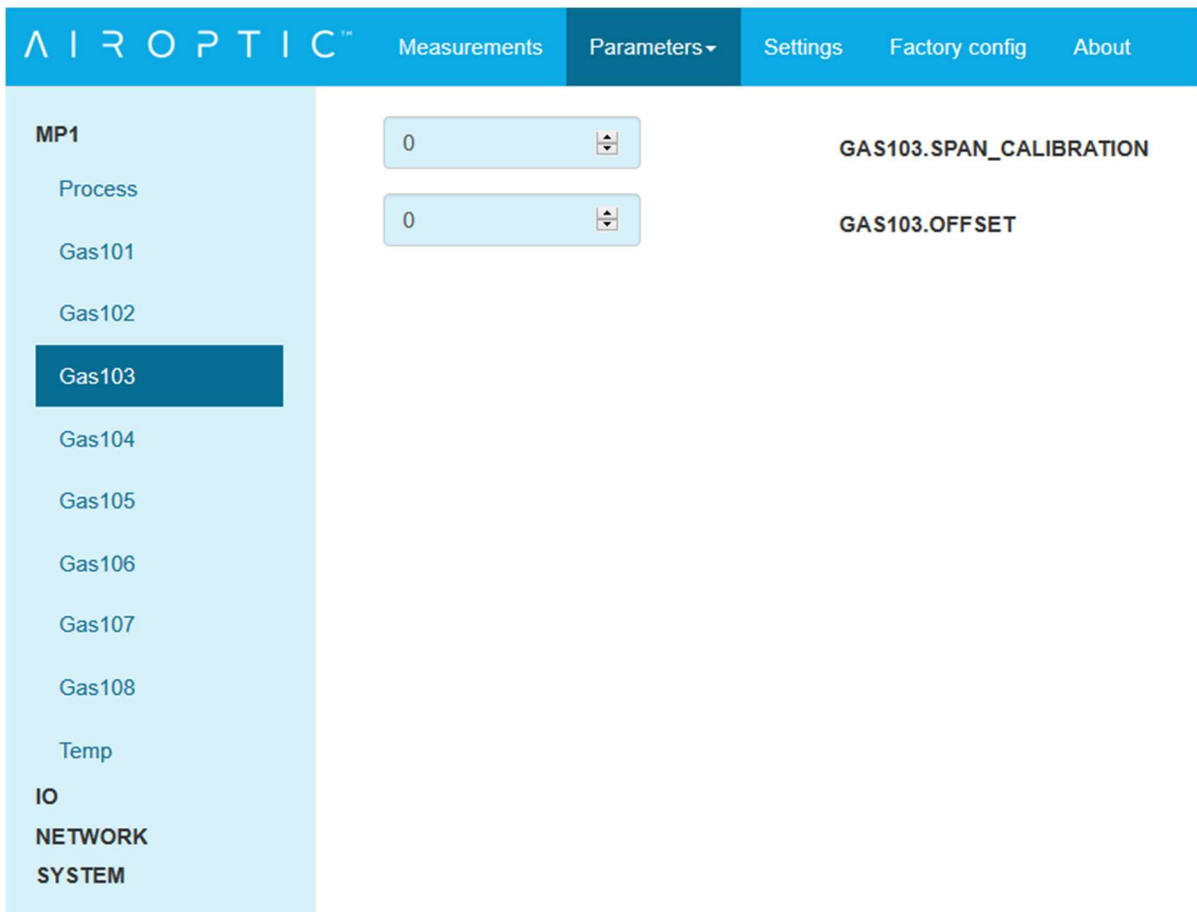 AIROPTIC™ Measurements Parameters Settings Factory config About
MP1
Process
Gas101
Gas102
Gas103
Gas104
Gas105
Gas106
Gas107
Gas108
Temp
IO
NETWORK
SYSTEM
0 GAS103.SPAN_CALIBRATION
0 GAS103.OFFSET